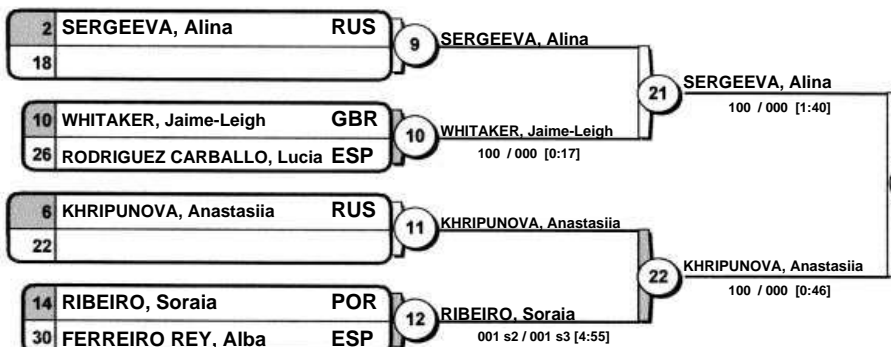 2 SERGEEVA, Alina RUS
18
9
SERGEEVA, Alina
10 WHITAKER, Jaime-Leigh GBR
26 RODRIGUEZ CARBALLO, Lucia ESP
10
WHITAKER, Jaime-Leigh
100 / 000 [0:17]
21
SERGEEVA, Alina
100 / 000 [1:40]
6 KHRIPUNOVA, Anastasiia RUS
22
11
KHRIPUNOVA, Anastasiia
14 RIBEIRO, Soraia POR
30 FERREIRO REY, Alba ESP
12
RIBEIRO, Soraia
001 s2 / 001 s3 [4:55]
22
KHRIPUNOVA, Anastasiia
100 / 000 [0:46]